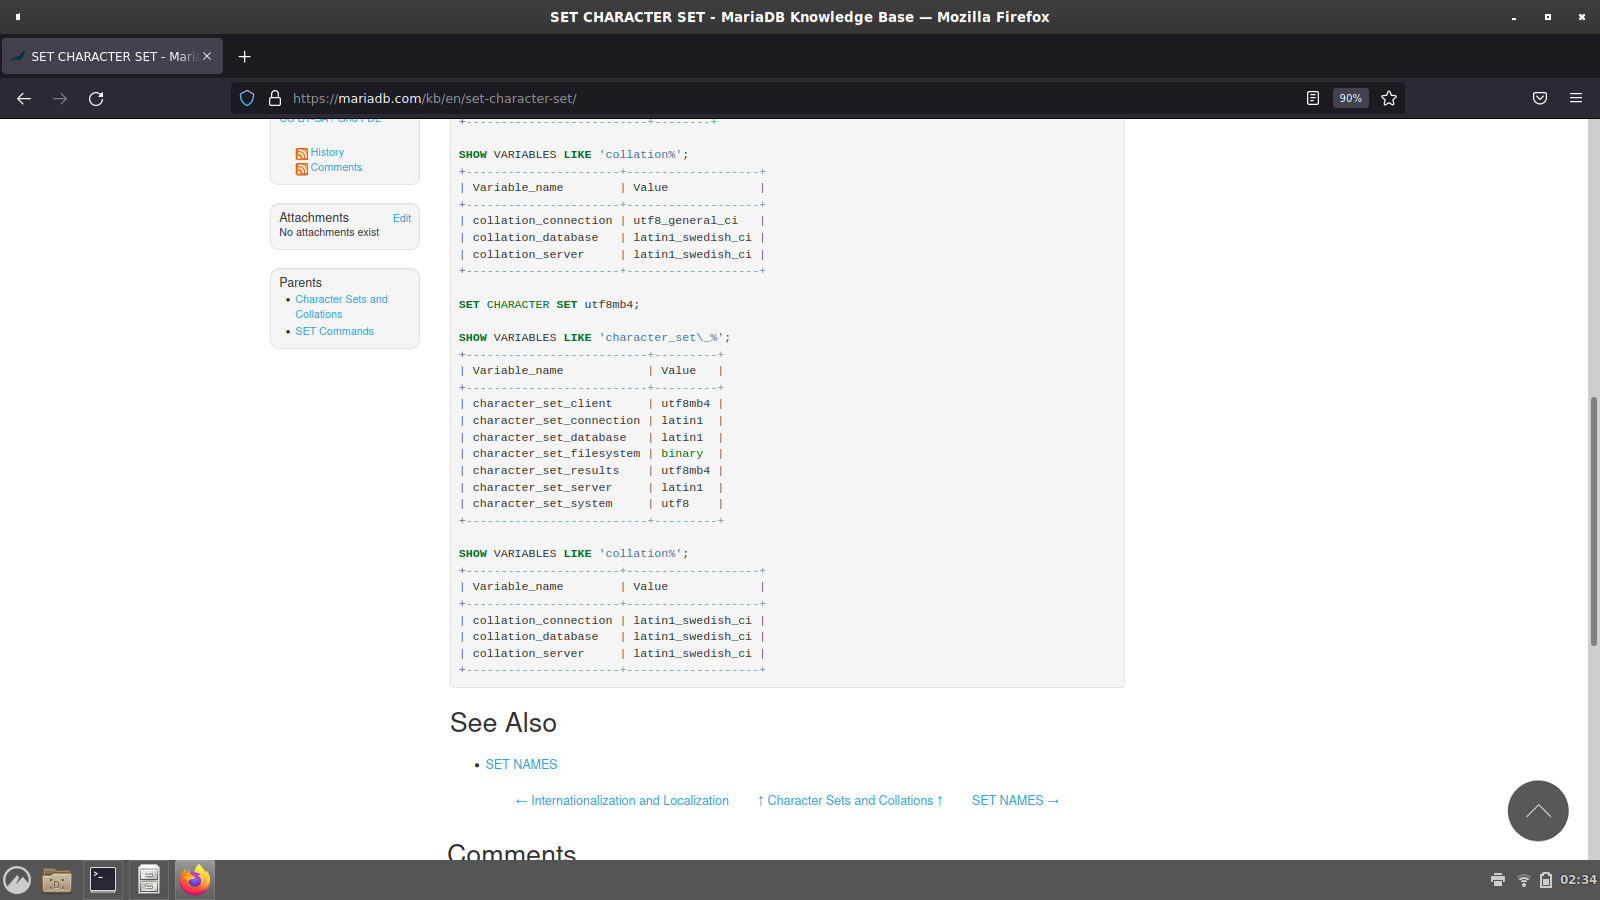 SET CHARACTER SET - MariaDB Knowledge Base — Mozilla Firefox
SET CHARACTER SET - Maria
https://mariadb.com/kb/en/set-character-set/
90%
+--------------------------+--------+
History
Comments
Attachments Edit
No attachments exist
Parents
• Character Sets and
Collations
• SET Commands
SHOW VARIABLES LIKE 'collation%';
+----------------------+-------------------+
| Variable_name        | Value             |
+----------------------+-------------------+
| collation_connection | utf8_general_ci   |
| collation_database   | latin1_swedish_ci |
| collation_server     | latin1_swedish_ci |
+----------------------+-------------------+
SET CHARACTER SET utf8mb4;
SHOW VARIABLES LIKE 'character_set\_%';
+--------------------------+---------+
| Variable_name            | Value   |
+--------------------------+---------+
| character_set_client     | utf8mb4 |
| character_set_connection | latin1  |
| character_set_database   | latin1  |
| character_set_filesystem | binary  |
| character_set_results    | utf8mb4 |
| character_set_server     | latin1  |
| character_set_system     | utf8    |
+--------------------------+---------+
SHOW VARIABLES LIKE 'collation%';
+----------------------+-------------------+
| Variable_name        | Value             |
+----------------------+-------------------+
| collation_connection | latin1_swedish_ci |
| collation_database   | latin1_swedish_ci |
| collation_server     | latin1_swedish_ci |
+----------------------+-------------------+
See Also
• SET NAMES
← Internationalization and Localization ↑ Character Sets and Collations ↑ SET NAMES →
Comments
02:34